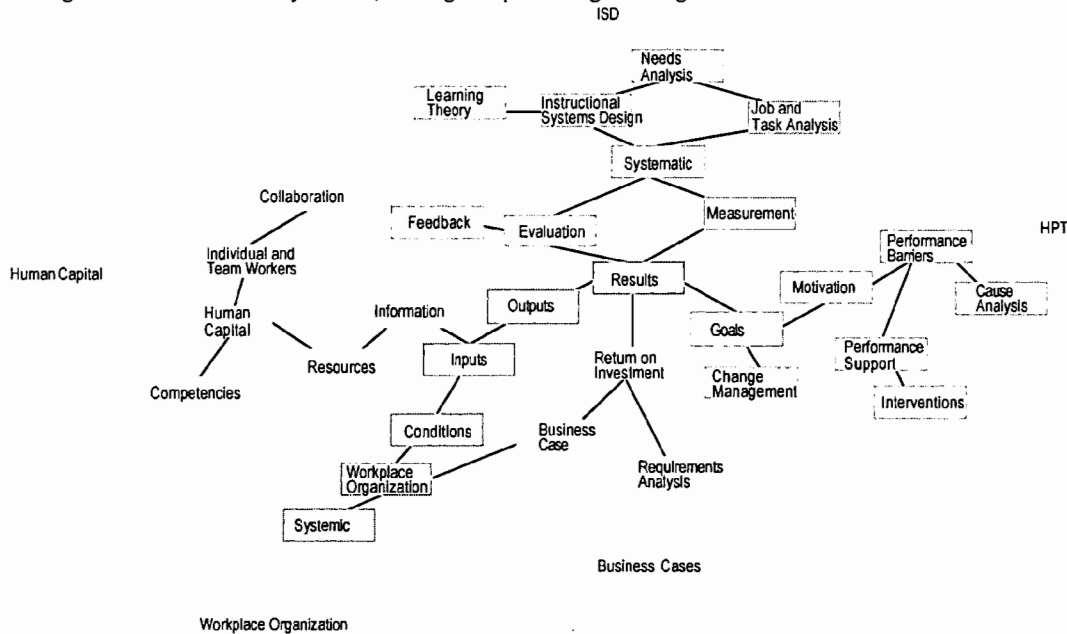 ISD
Needs
Analysis
Learning
Theory
Instructional
Systems Design
Job and
Task Analysis
Systematic
Collaboration
Feedback
Evaluation
Measurement
HPT
Performance
Barriers
Individual and
Team Workers
Human Capital
Results
Motivation
Cause
Analysis
Outputs
Human
Capital
Information
Goals
Inputs
Return on
Investment
Performance
Support
Resources
Change
Management
Competencies
Interventions
Conditions
Business
Case
Workplace
Organization
Requirements
Analysis
Systemic
Business Cases
Workplace Organization